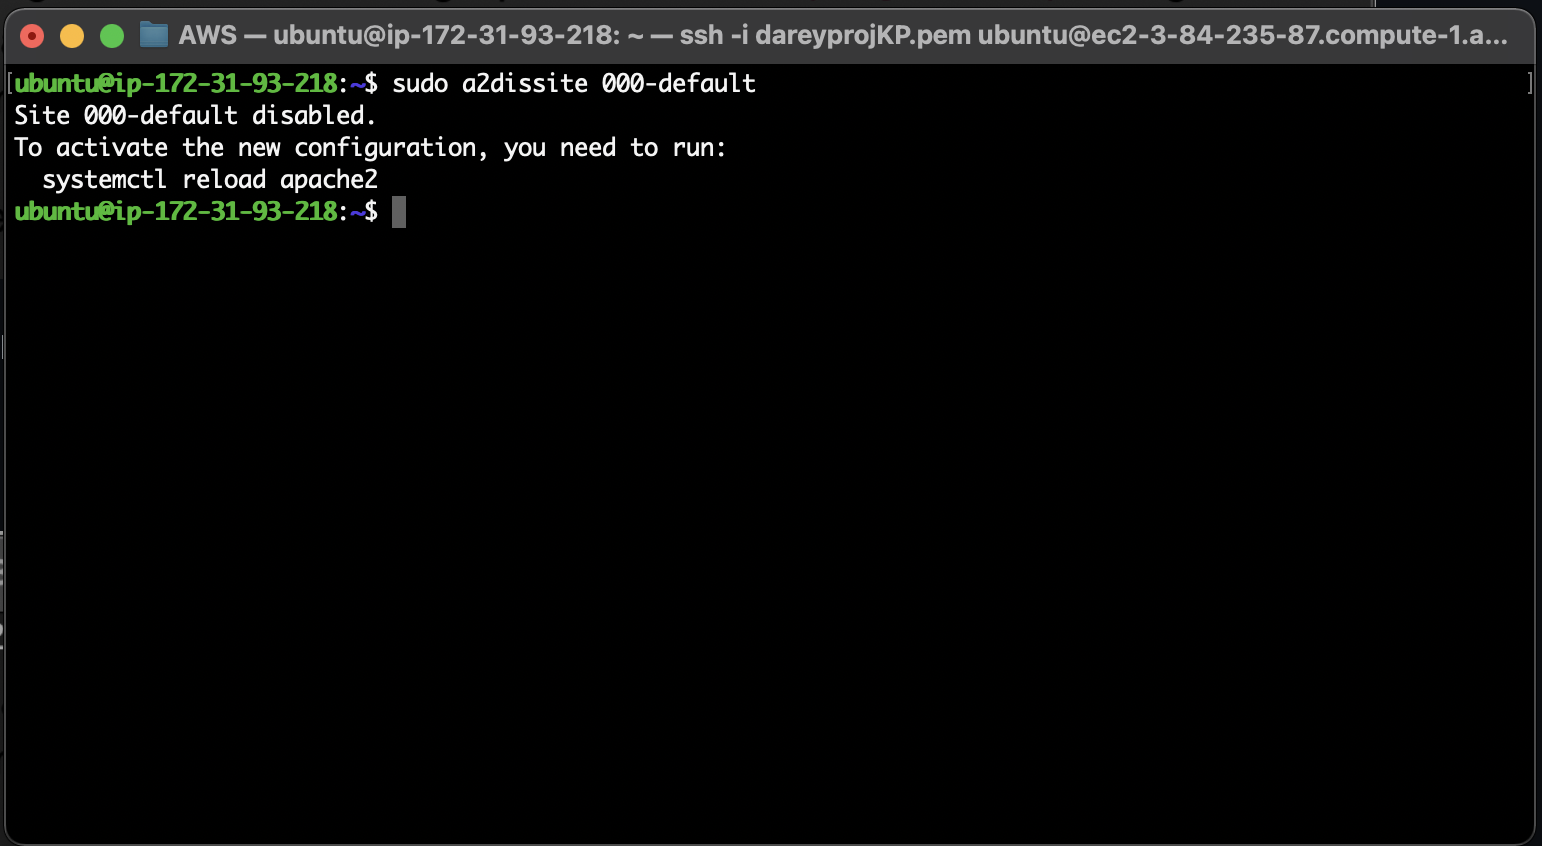 AWS — ubuntu@ip-172-31-93-218: ~ — ssh -i dareyprojKP.pem ubuntu@ec2-3-84-235-87.compute-1.a...
[ubuntu@ip-172-31-93-218:~$ sudo a2dissite 000-default ]
Site 000-default disabled.
To activate the new configuration, you need to run:
  systemctl reload apache2
ubuntu@ip-172-31-93-218:~$